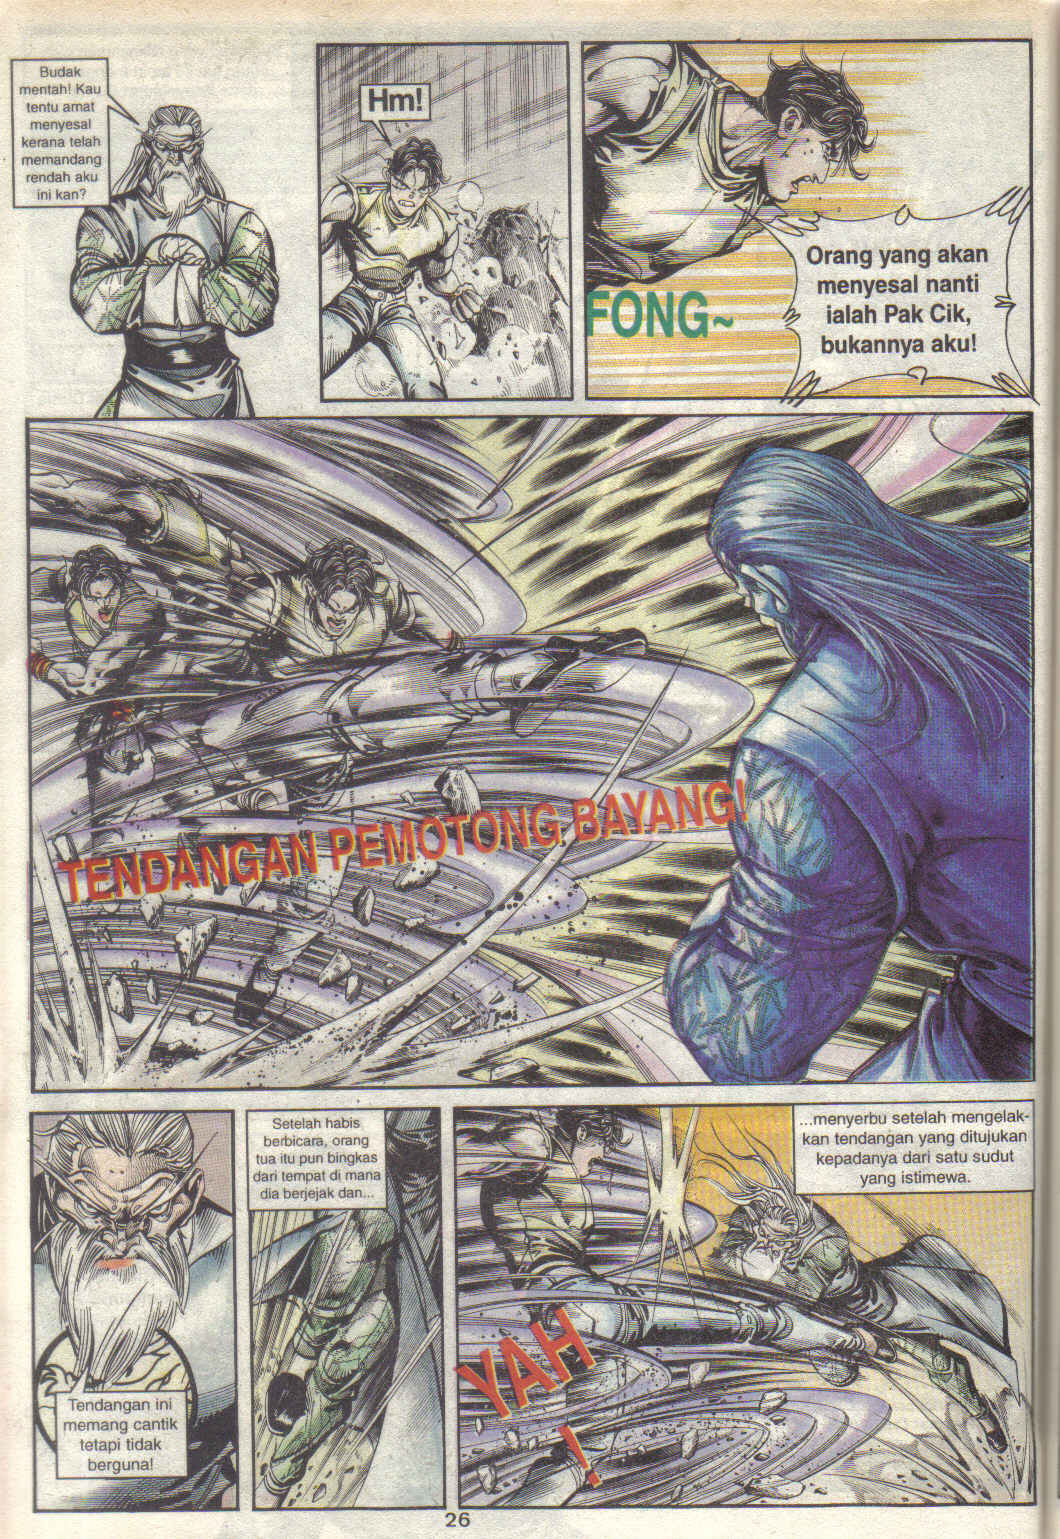 Budak
mentah! Kau
tentu amat
menyesal
kerana telah
memandang
rendah aku
ini kan?
Hm!
FONG~
Orang yang akan
menyesal nanti
ialah Pak Cik,
bukannya aku!
TENDANGAN PEMOTONG BAYANG!
Tendangan ini
memang cantik
tetapi tidak
berguna!
Setelah habis
berbicara, orang
tua itu pun bingkas
dari tempat di mana
dia berjejak dan...
...menyerbu setelah mengelak-
kan tendangan yang ditujukan
kepadanya dari satu sudut
yang istimewa.
YAH
!
26